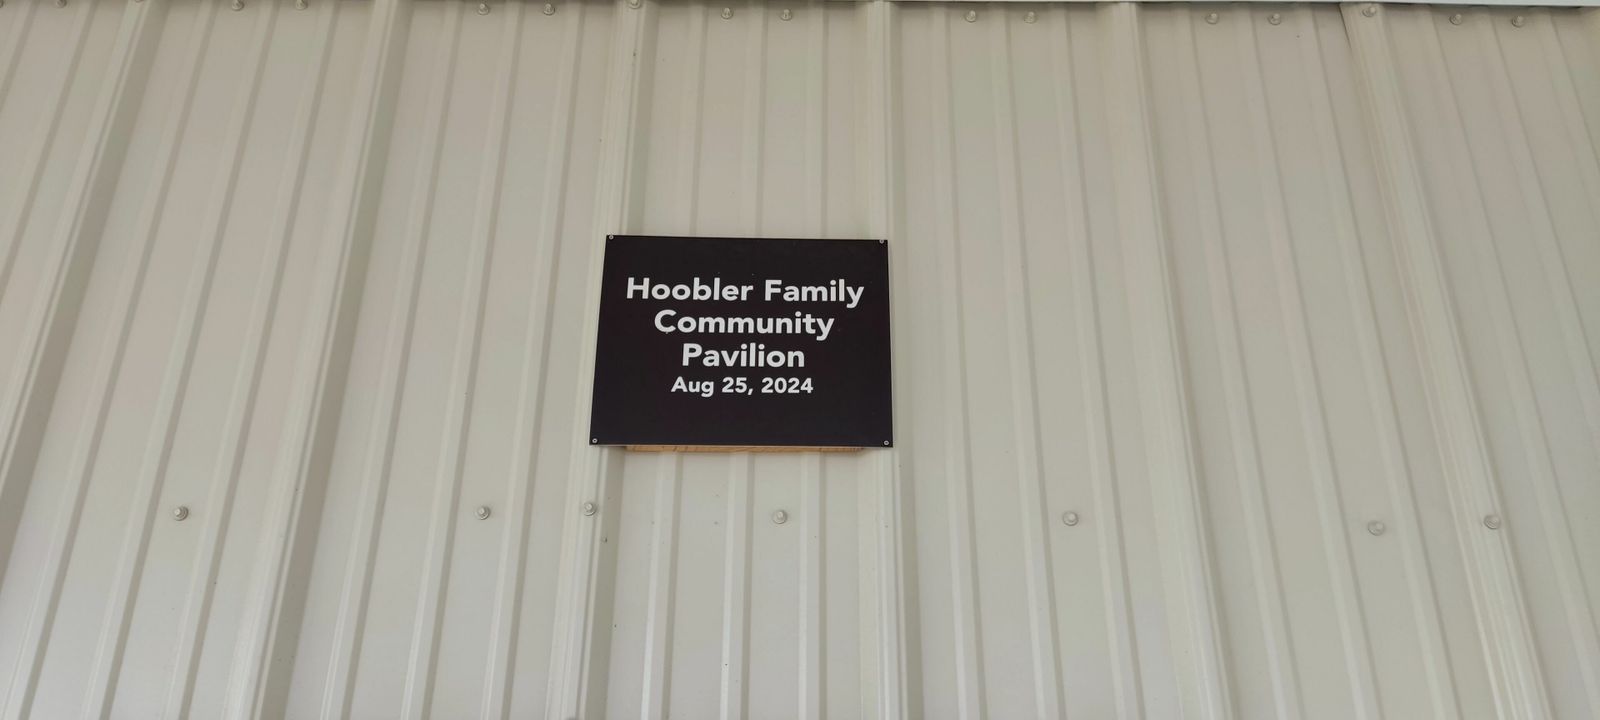 Hoobler Family
Community
Pavilion
Aug 25, 2024